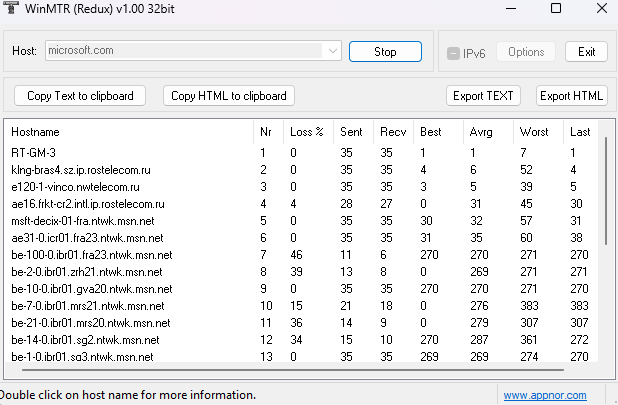 WinMTR (Redux) v1.00 32bit
Host: microsoft.com Stop IPv6 Options Exit
Copy Text to clipboard Copy HTML to clipboard Export TEXT Export HTML
Hostname Nr Loss % Sent Recv Best Avrg Worst Last
RT-GM-3 1 0 35 35 1 1 7 1
klng-bras4.sz.ip.rostelecom.ru 2 0 35 35 4 6 52 4
e120-1-vinco.nwtelecom.ru 3 0 35 35 3 5 39 5
ae16.frkt-cr2.intl.ip.rostelecom.ru 4 4 28 27 0 31 45 30
msft-decix-01-fra.ntwk.msn.net 5 0 35 35 30 32 57 31
ae31-0.icr01.fra23.ntwk.msn.net 6 0 35 35 31 35 60 38
be-100-0.ibr01.fra23.ntwk.msn.net 7 46 11 6 270 270 271 270
be-2-0.ibr01.zrh21.ntwk.msn.net 8 39 13 8 0 269 271 271
be-10-0.ibr01.gva20.ntwk.msn.net 9 0 35 35 270 270 271 270
be-7-0.ibr01.mrs21.ntwk.msn.net 10 15 21 18 0 276 383 383
be-21-0.ibr01.mrs20.ntwk.msn.net 11 36 14 9 0 279 307 307
be-14-0.ibr01.sg2.ntwk.msn.net 12 34 15 10 270 287 361 272
be-1-0.ibr01.sg3.ntwk.msn.net 13 0 35 35 269 269 274 270
Double click on host name for more information. www.appnor.com